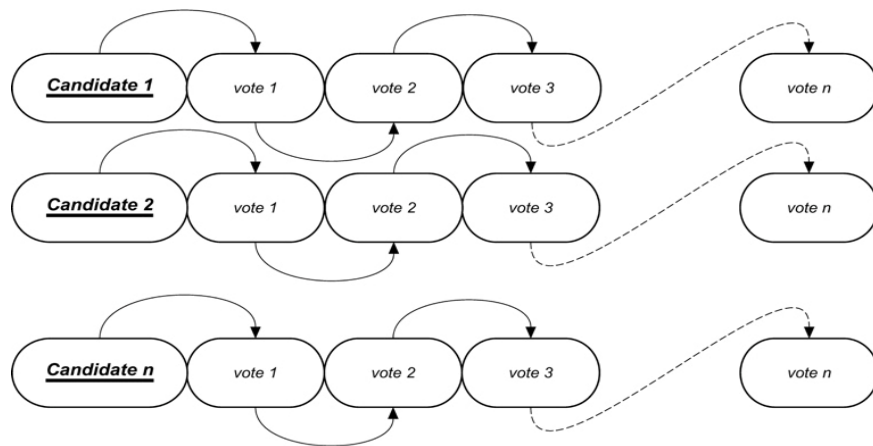 Candidate 1 vote 1 vote 2 vote 3 vote n
Candidate 2 vote 1 vote 2 vote 3 vote n
Candidate n vote 1 vote 2 vote 3 vote n